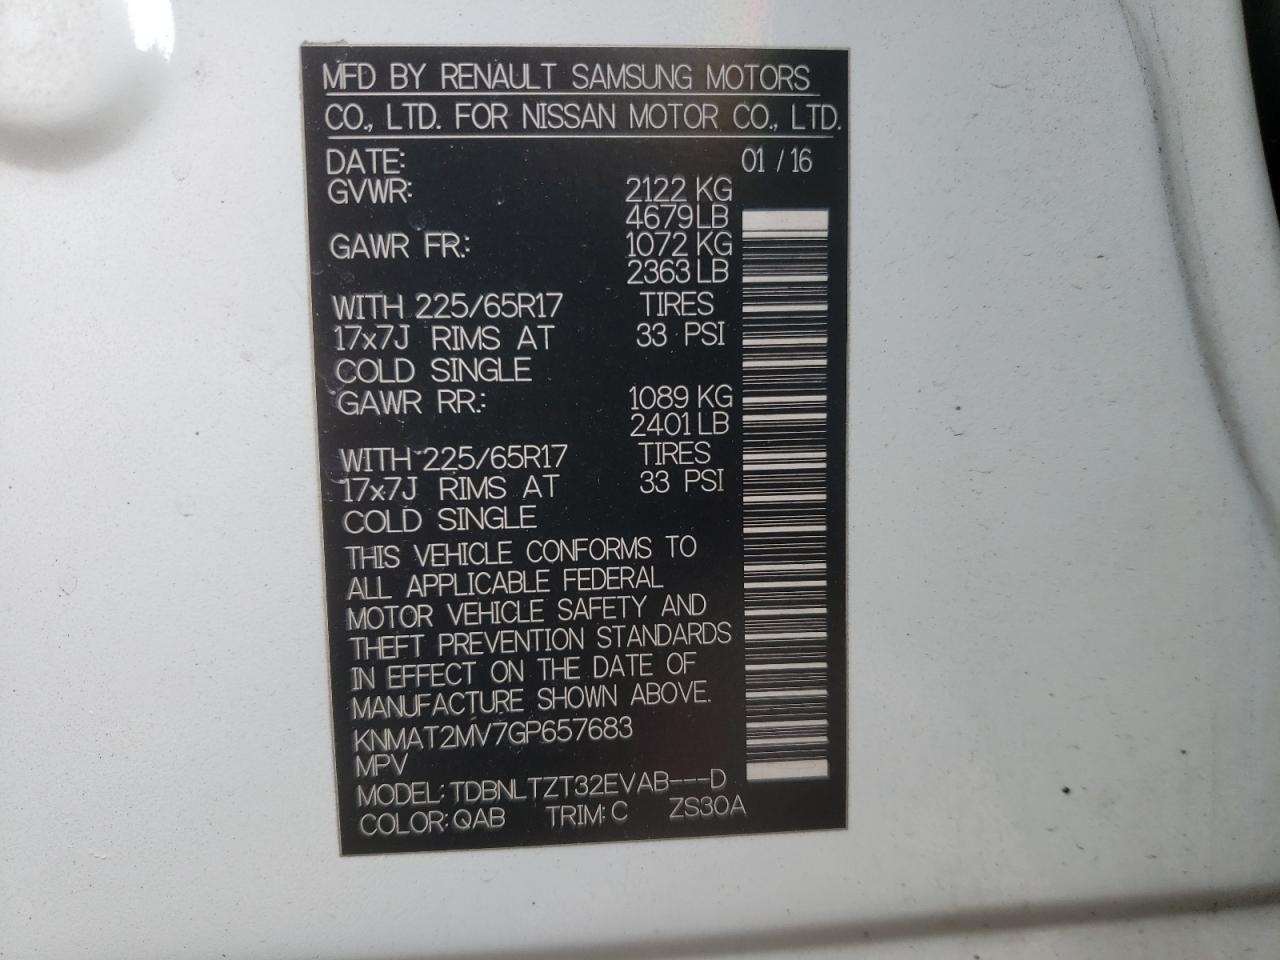 MFD BY RENAULT SAMSUNG MOTORS
CO., LTD. FOR NISSAN MOTOR CO., LTD.
DATE: 01 / 16
GVWR: 2122 KG
4679 LB
GAWR FR.: 1072 KG
2363 LB
WITH 225/65R17 TIRES
17x7J RIMS AT 33 PSI
COLD SINGLE
GAWR RR.: 1089 KG
2401 LB
WITH 225/65R17 TIRES
17x7J RIMS AT 33 PSI
COLD SINGLE
THIS VEHICLE CONFORMS TO
ALL APPLICABLE FEDERAL
MOTOR VEHICLE SAFETY AND
THEFT PREVENTION STANDARDS
IN EFFECT ON THE DATE OF
MANUFACTURE SHOWN ABOVE.
KNMAT2MV7GP657683
MPV
MODEL: TDBNLTZT32EVAB---D
COLOR: QAB TRIM: C ZS30A